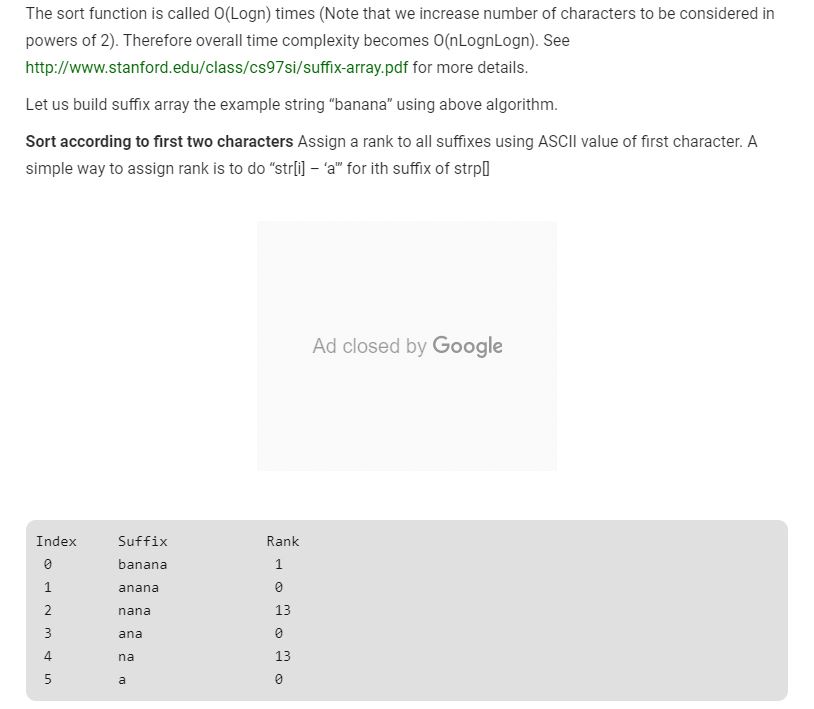 The sort function is called O(Logn) times (Note that we increase number of characters to be considered in
powers of 2). Therefore overall time complexity becomes O(nLognLogn). See
http://www.stanford.edu/class/cs97si/suffix-array.pdf for more details.
Let us build suffix array the example string “banana” using above algorithm.
Sort according to first two characters Assign a rank to all suffixes using ASCII value of first character. A
simple way to assign rank is to do “str[i] – ‘a’” for ith suffix of strp[]
Ad closed by Google
Index Suffix Rank
0 banana 1
1 anana 0
2 nana 13
3 ana 0
4 na 13
5 a 0